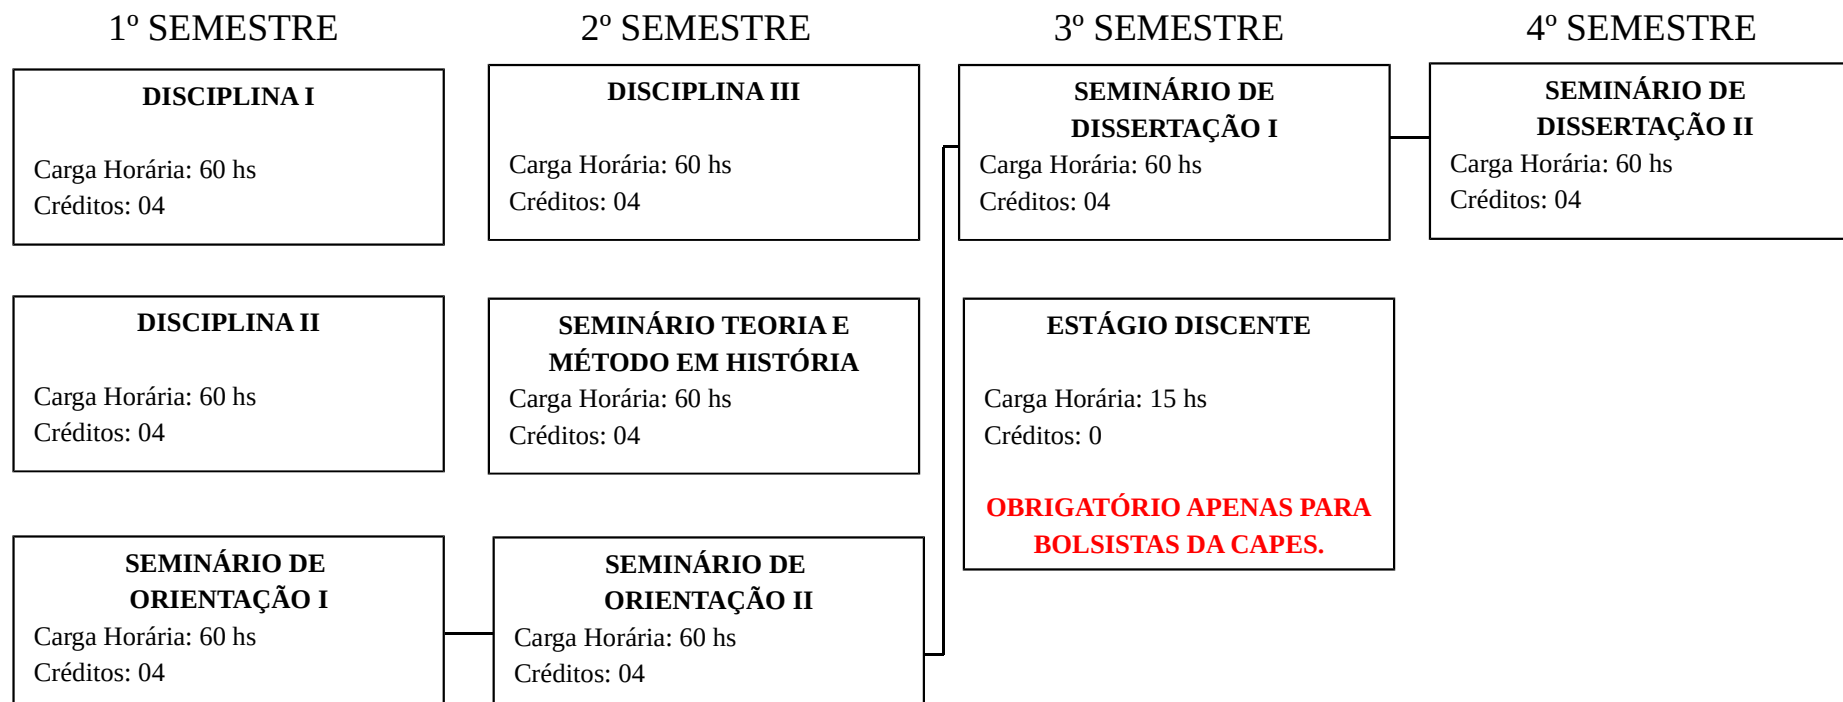 1º SEMESTRE
2º SEMESTRE
3º SEMESTRE
4º SEMESTRE
DISCIPLINA I
Carga Horária: 60 hs
Créditos: 04
DISCIPLINA III
Carga Horária: 60 hs
Créditos: 04
SEMINÁRIO DE
DISSERTAÇÃO I
Carga Horária: 60 hs
Créditos: 04
SEMINÁRIO DE
DISSERTAÇÃO II
Carga Horária: 60 hs
Créditos: 04
DISCIPLINA II
Carga Horária: 60 hs
Créditos: 04
SEMINÁRIO TEORIA E
MÉTODO EM HISTÓRIA
Carga Horária: 60 hs
Créditos: 04
ESTÁGIO DISCENTE
Carga Horária: 15 hs
Créditos: 0
OBRIGATÓRIO APENAS PARA
BOLSISTAS DA CAPES.
SEMINÁRIO DE
ORIENTAÇÃO I
Carga Horária: 60 hs
Créditos: 04
SEMINÁRIO DE
ORIENTAÇÃO II
Carga Horária: 60 hs
Créditos: 04